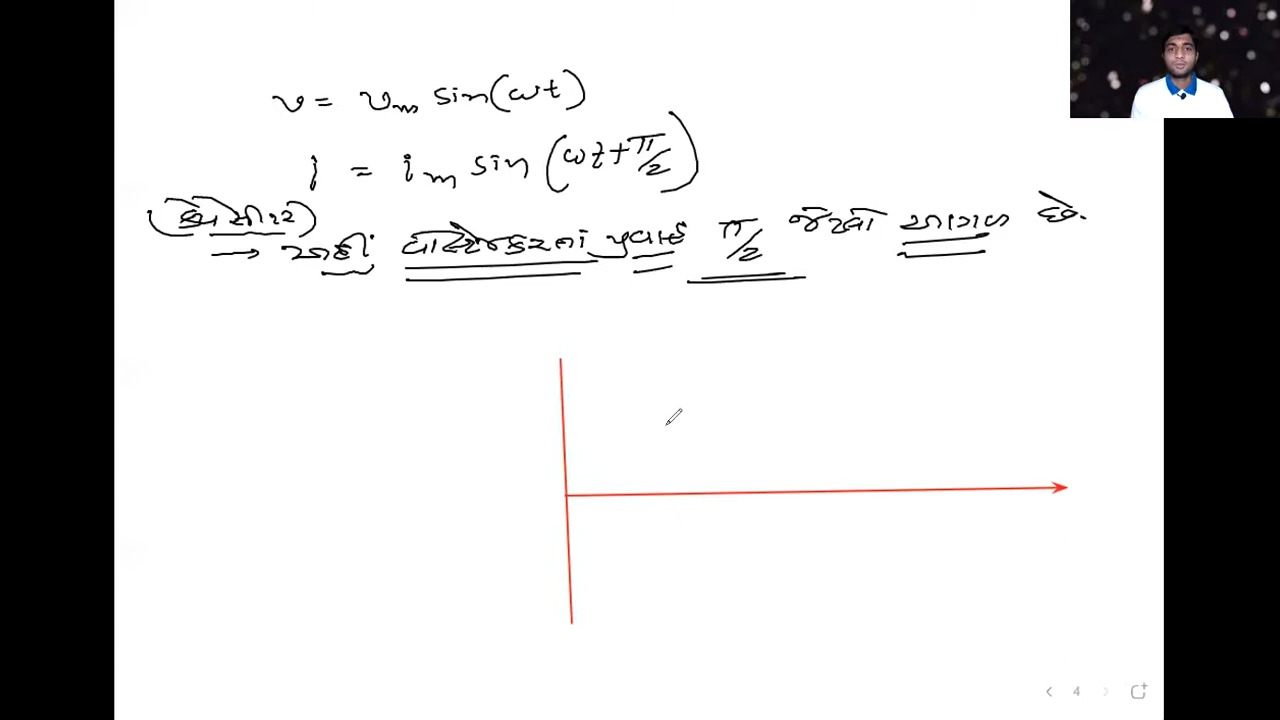 v = vₘ sin(ωt)
i = iₘ sin(ωt + π/2)
(કેપેસીટર)
→ અહીં વોલ્ટેજ કરતાં પ્રવાહ π/2 જેટલો આગળ છે.
4